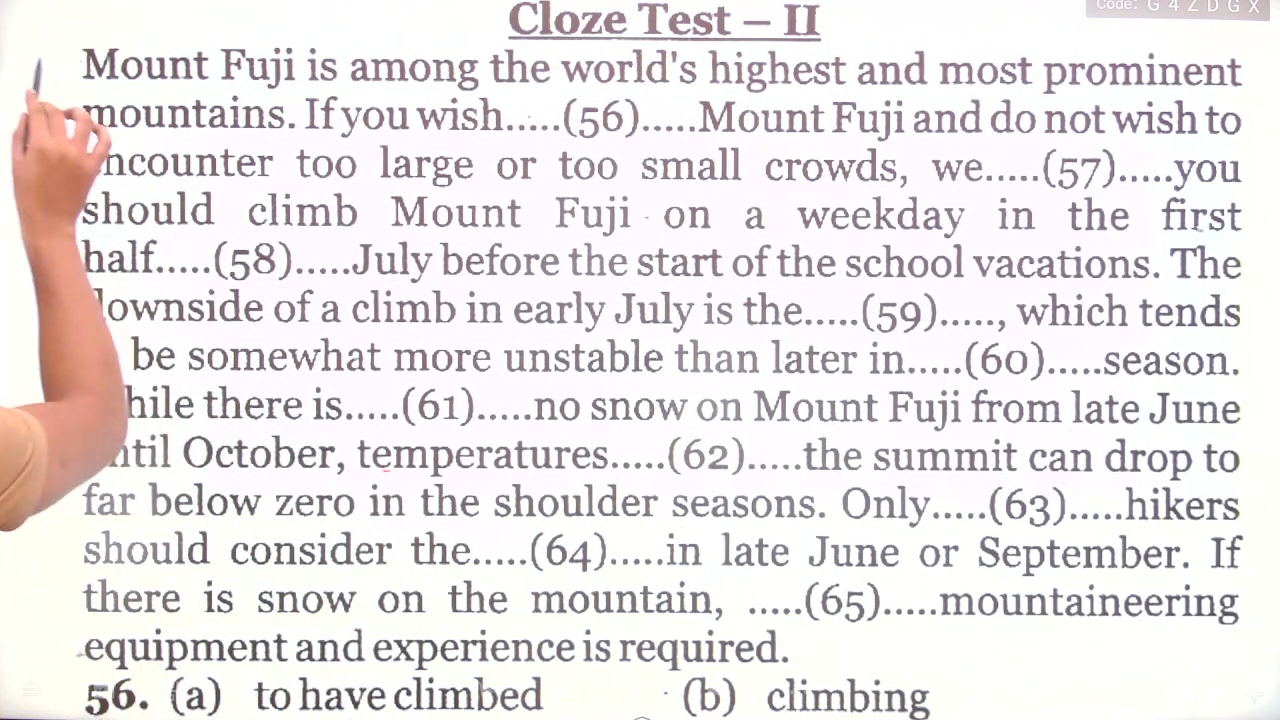 Code: G 4 Z D G X
Cloze Test – II
Mount Fuji is among the world's highest and most prominent
mountains. If you wish.....(56).....Mount Fuji and do not wish to
encounter too large or too small crowds, we.....(57).....you
should climb Mount Fuji on a weekday in the first
half.....(58).....July before the start of the school vacations. The
downside of a climb in early July is the.....(59)....., which tends
be somewhat more unstable than later in.....(60).....season.
hile there is.....(61).....no snow on Mount Fuji from late June
ntil October, temperatures.....(62).....the summit can drop to
far below zero in the shoulder seasons. Only.....(63).....hikers
should consider the.....(64).....in late June or September. If
there is snow on the mountain, .....(65).....mountaineering
equipment and experience is required.
56. (a) to have climbed (b) climbing